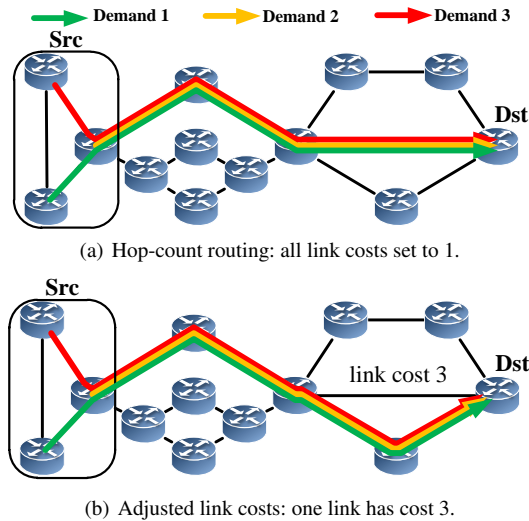 Demand 1 Demand 2 Demand 3
Src
Dst
(a) Hop-count routing: all link costs set to 1.
Src
Dst
link cost 3
(b) Adjusted link costs: one link has cost 3.